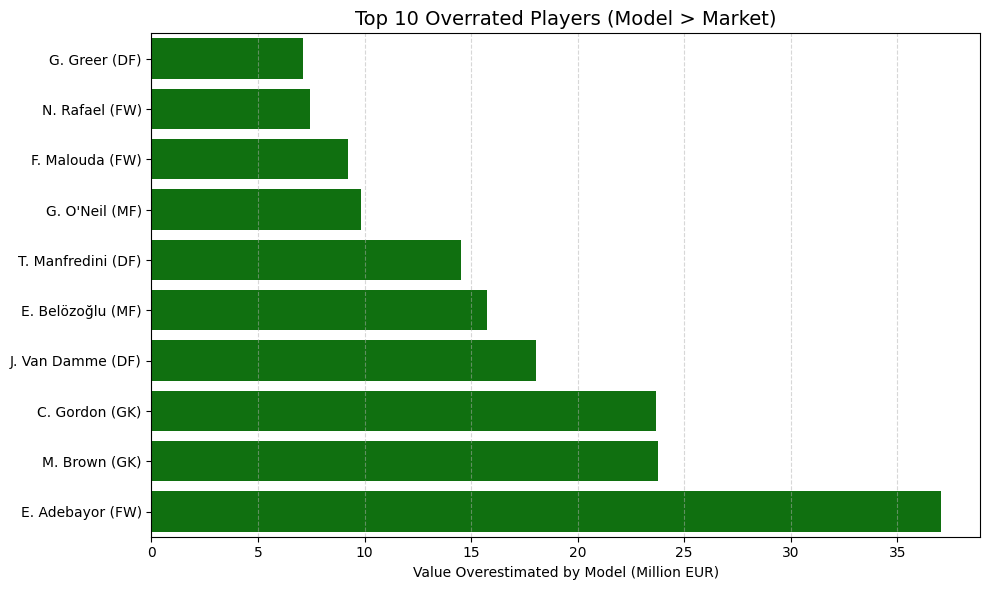 Top 10 Overrated Players (Model > Market)
G. Greer (DF)
N. Rafael (FW)
F. Malouda (FW)
G. O'Neil (MF)
T. Manfredini (DF)
E. Belözoğlu (MF)
J. Van Damme (DF)
C. Gordon (GK)
M. Brown (GK)
E. Adebayor (FW)
0 5 10 15 20 25 30 35
Value Overestimated by Model (Million EUR)